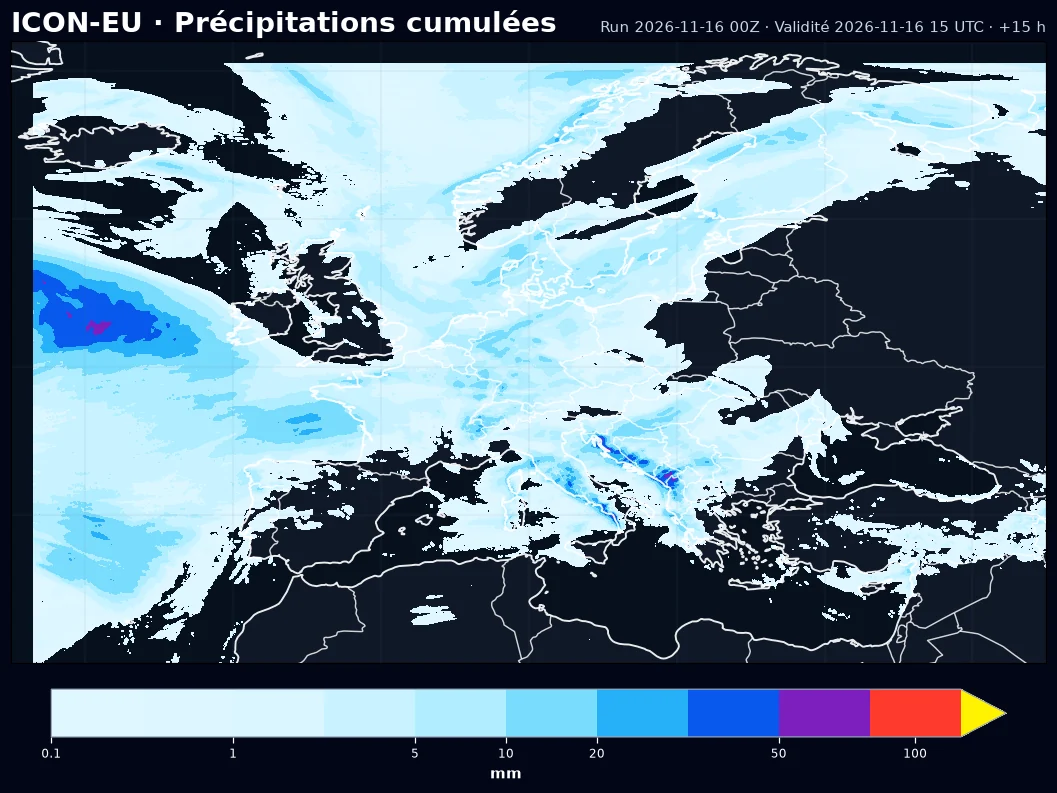 ICON-EU · Précipitations cumulées
Run 2026-11-16 00Z · Validité 2026-11-16 15 UTC · +15 h
0.1 1 5 10 20 50 100
mm